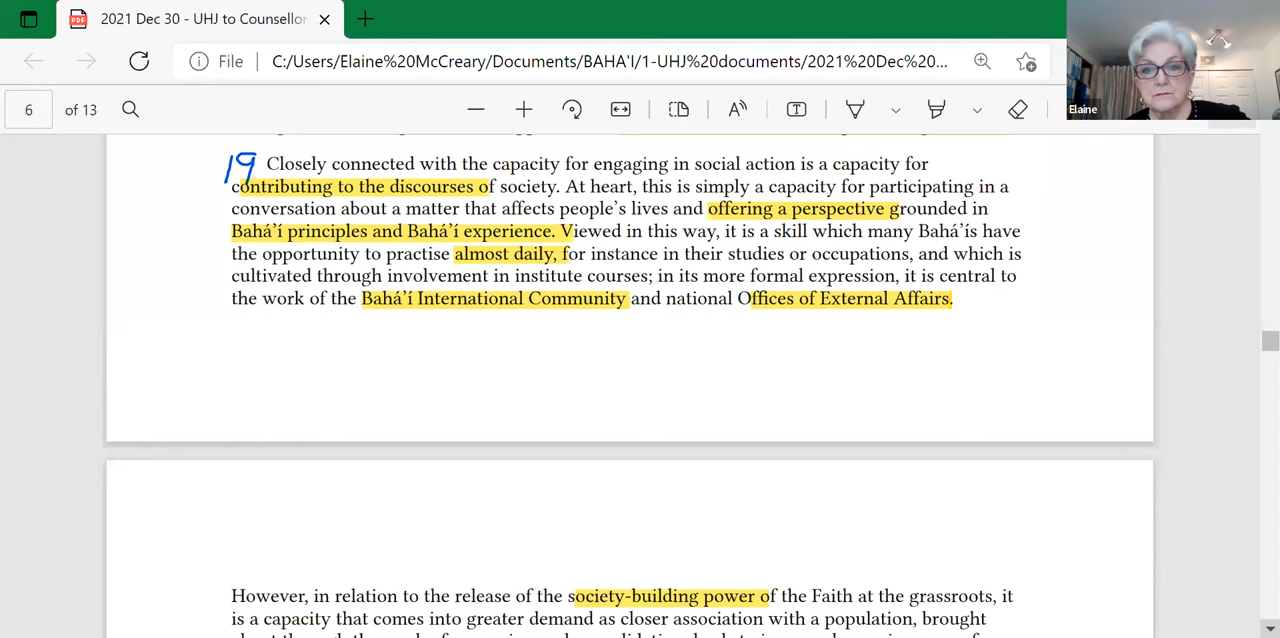 2021 Dec 30 - UHJ to Counsellor
File
C:/Users/Elaine%20McCreary/Documents/BAHA'I/1-UHJ%20documents/2021%20Dec%20...
Elaine
6
of 13
19
Closely connected with the capacity for engaging in social action is a capacity for
contributing to the discourses of society. At heart, this is simply a capacity for participating in a
conversation about a matter that affects people’s lives and offering a perspective grounded in
Bahá’í principles and Bahá’í experience. Viewed in this way, it is a skill which many Bahá’ís have
the opportunity to practise almost daily, for instance in their studies or occupations, and which is
cultivated through involvement in institute courses; in its more formal expression, it is central to
the work of the Bahá’í International Community and national Offices of External Affairs.
However, in relation to the release of the society-building power of the Faith at the grassroots, it
is a capacity that comes into greater demand as closer association with a population, brought